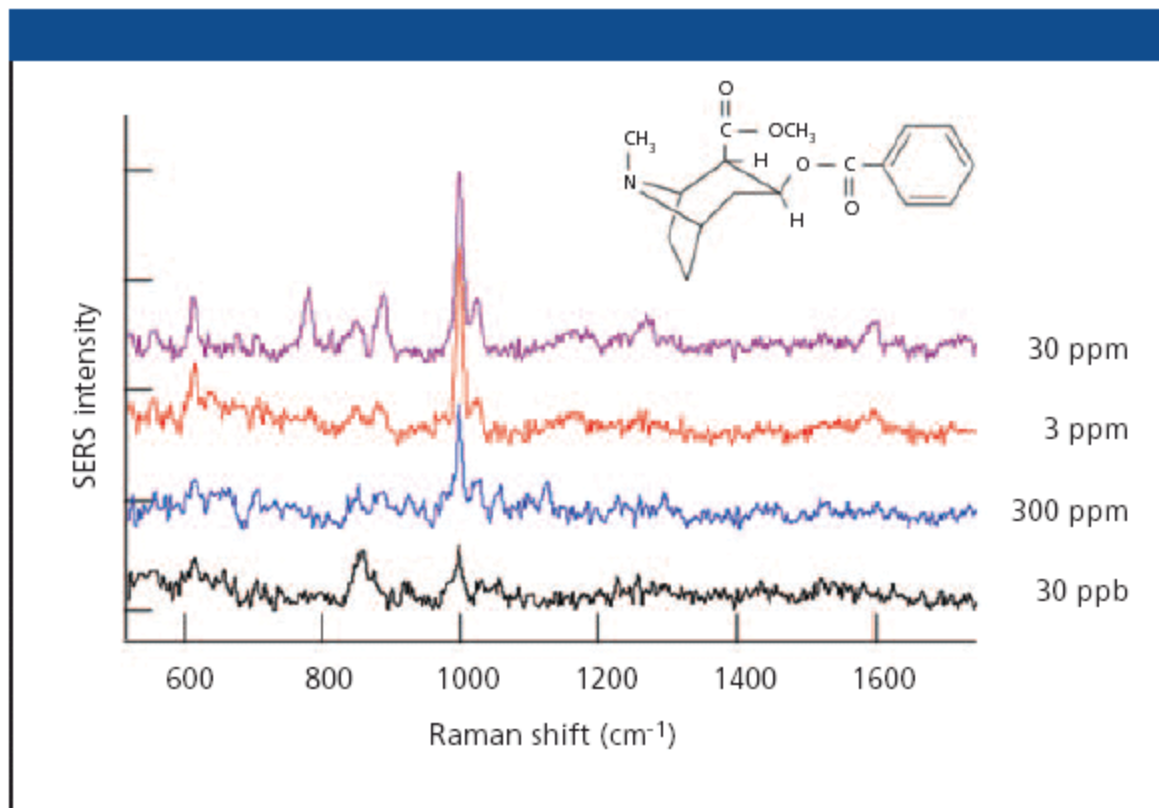 O
C
OCH3
CH3
H
O
C
N
O
H
SERS intensity
30 ppm
3 ppm
300 ppm
30 ppb
600 800 1000 1200 1400 1600
Raman shift (cm-1)